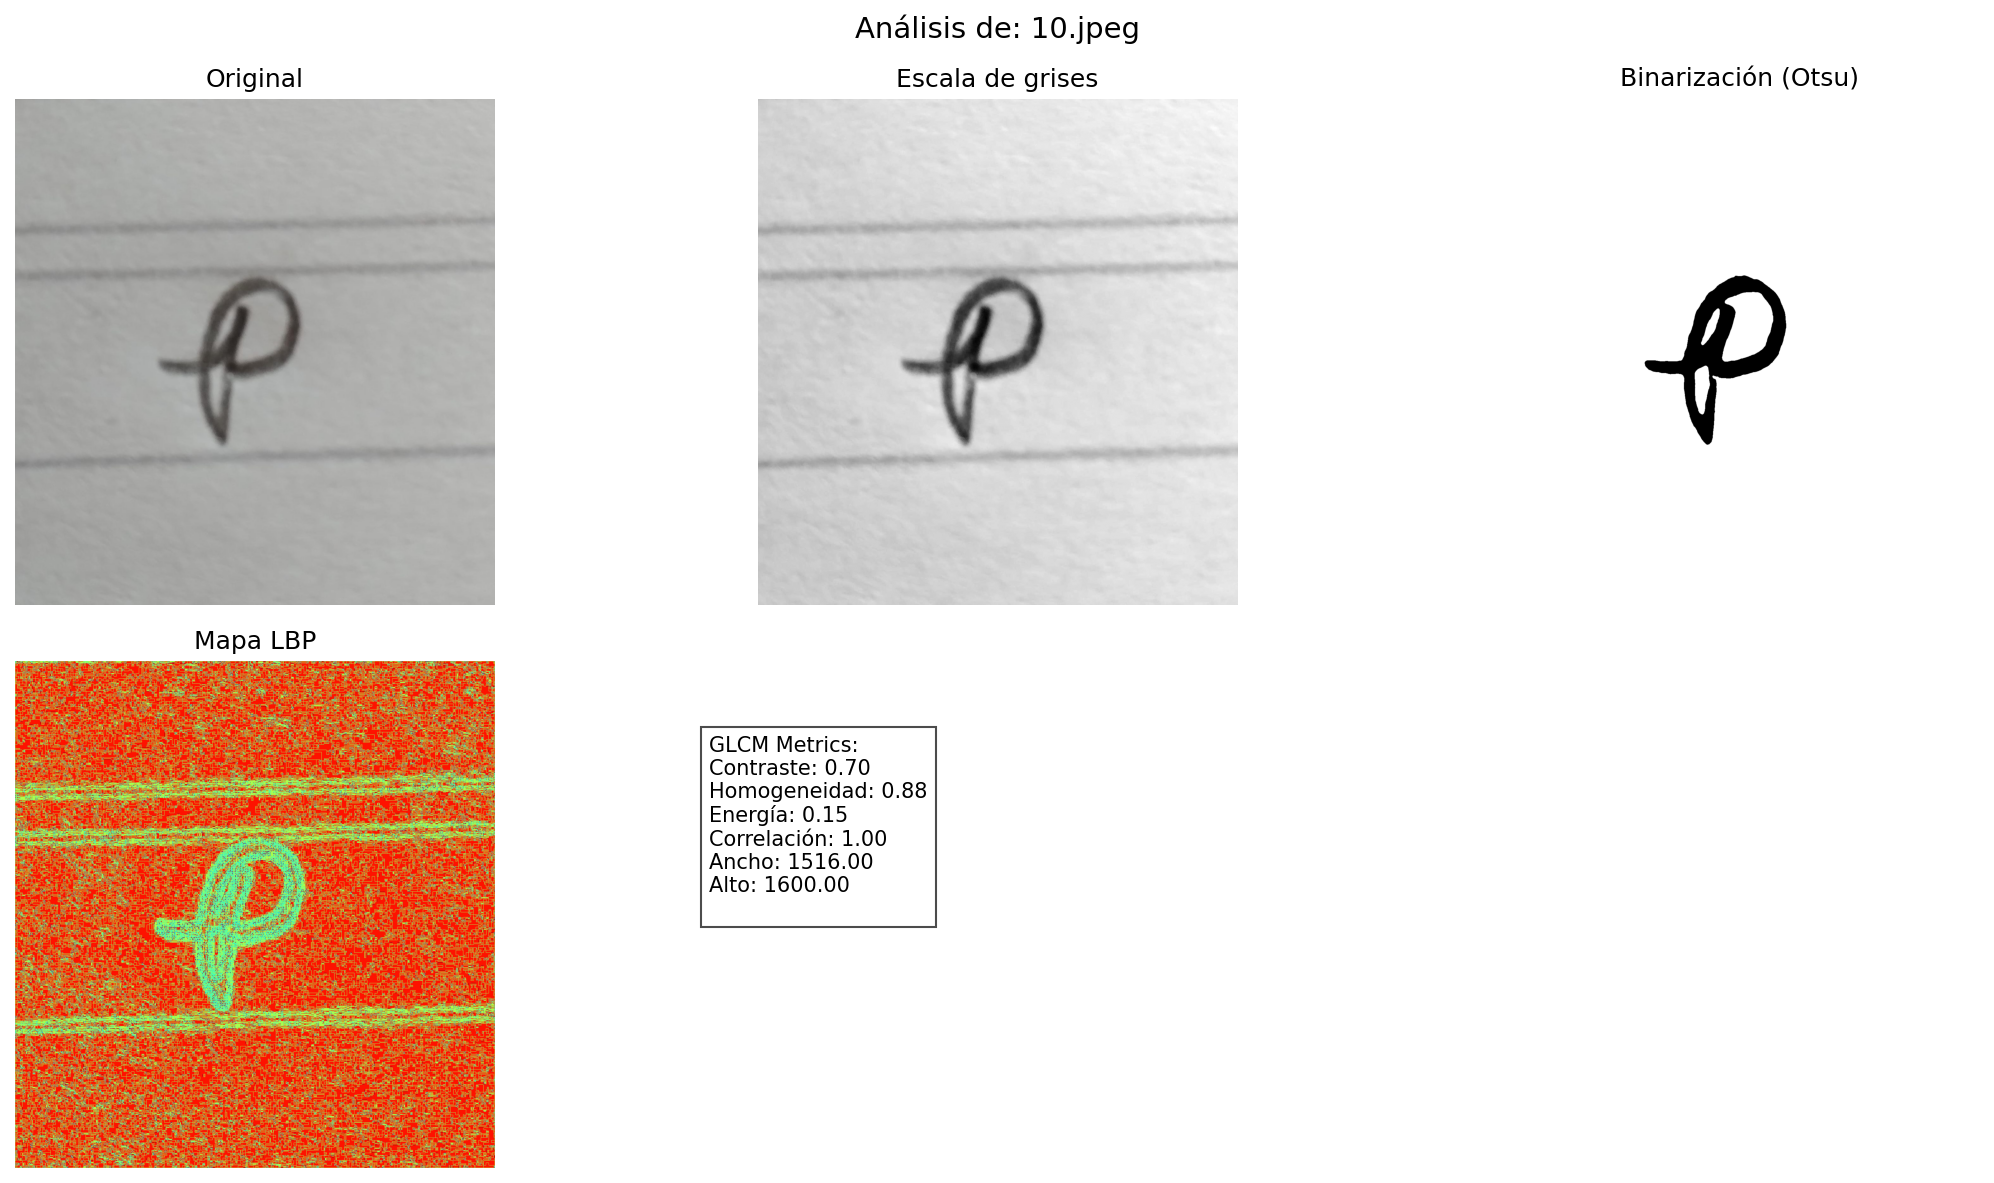 Análisis de: 10.jpeg
Original
Escala de grises
Binarización (Otsu)
Mapa LBP
GLCM Metrics:
Contraste: 0.70
Homogeneidad: 0.88
Energía: 0.15
Correlación: 1.00
Ancho: 1516.00
Alto: 1600.00